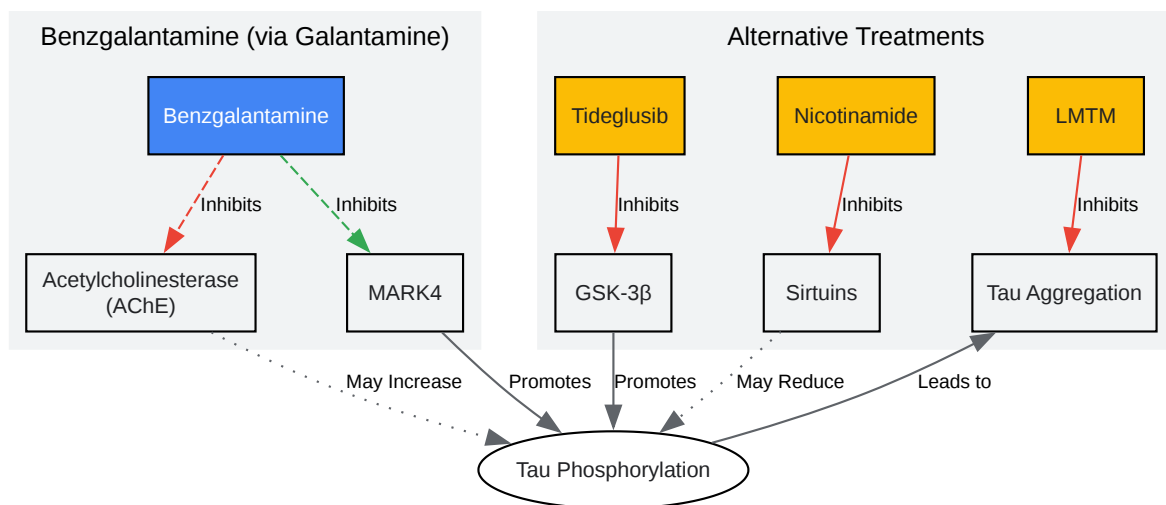 Benzgalantamine (via Galantamine)
Alternative Treatments
Benzgalantamine
Tideglusib
Nicotinamide
LMTM
Inhibits
Inhibits
Inhibits
Inhibits
Inhibits
Acetylcholinesterase
(AChE)
MARK4
GSK-3β
Sirtuins
Tau Aggregation
May Increase
Promotes
Promotes
May Reduce
Leads to
Tau Phosphorylation